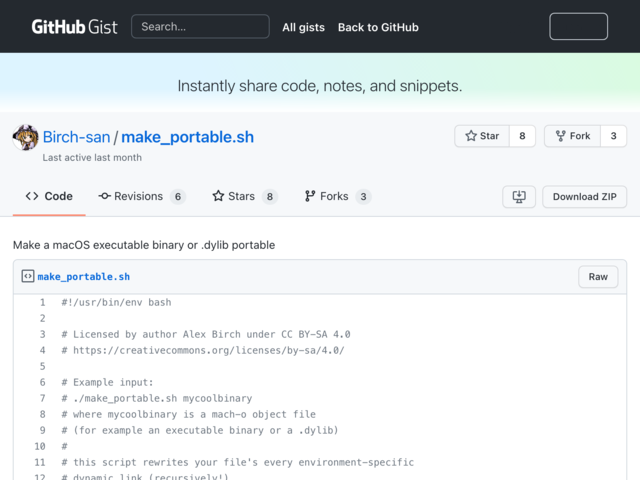 GitHub Gist Search... All gists Back to GitHub
Instantly share code, notes, and snippets.
Birch-san / make_portable.sh Star 8 Fork 3
Last active last month
Code Revisions 6 Stars 8 Forks 3 Download ZIP
Make a macOS executable binary or .dylib portable
make_portable.sh Raw
1 #!/usr/bin/env bash
2
3 # Licensed by author Alex Birch under CC BY-SA 4.0
4 # https://creativecommons.org/licenses/by-sa/4.0/
5
6 # Example input:
7 # ./make_portable.sh mycoolbinary
8 # where mycoolbinary is a mach-o object file
9 # (for example an executable binary or a .dylib)
10 #
11 # this script rewrites your file's every environment-specific
12 # dynamic link (recursively!)